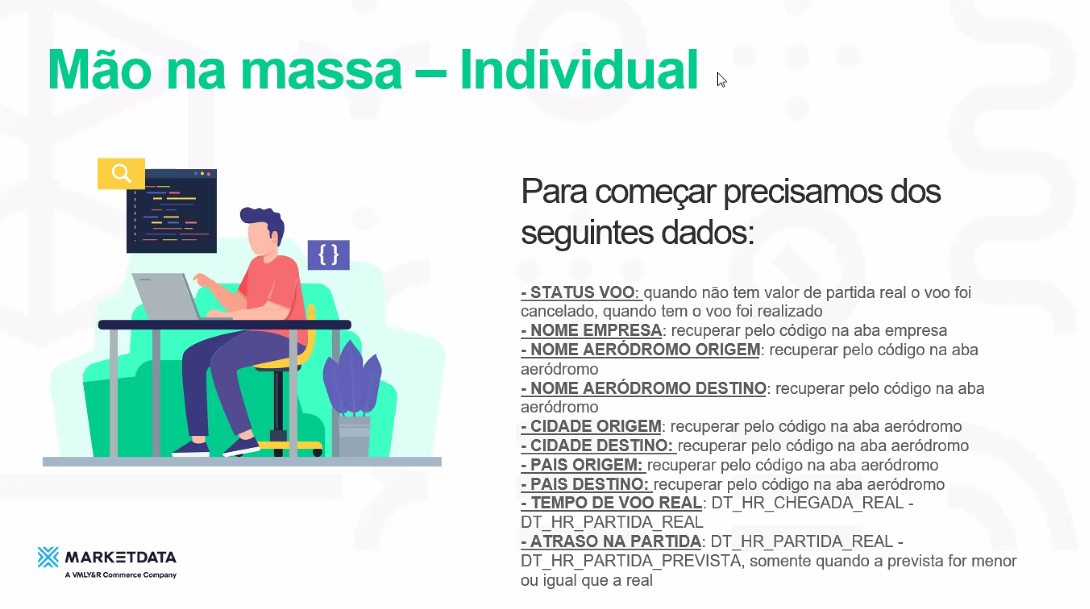 Mão na massa – Individual
{ }
Para começar precisamos dos
seguintes dados:
- STATUS VOO: quando não tem valor de partida real o voo foi
cancelado, quando tem o voo foi realizado
- NOME EMPRESA: recuperar pelo código na aba empresa
- NOME AERÓDROMO ORIGEM: recuperar pelo código na aba
aeródromo
- NOME AERÓDROMO DESTINO: recuperar pelo código na aba
aeródromo
- CIDADE ORIGEM: recuperar pelo código na aba aeródromo
- CIDADE DESTINO: recuperar pelo código na aba aeródromo
- PAIS ORIGEM: recuperar pelo código na aba aeródromo
- PAIS DESTINO: recuperar pelo código na aba aeródromo
- TEMPO DE VOO REAL: DT_HR_CHEGADA_REAL -
DT_HR_PARTIDA_REAL
- ATRASO NA PARTIDA: DT_HR_PARTIDA_REAL -
DT_HR_PARTIDA_PREVISTA, somente quando a prevista for menor
ou igual que a real
MARKETDATA
A VMLY&R Commerce Company